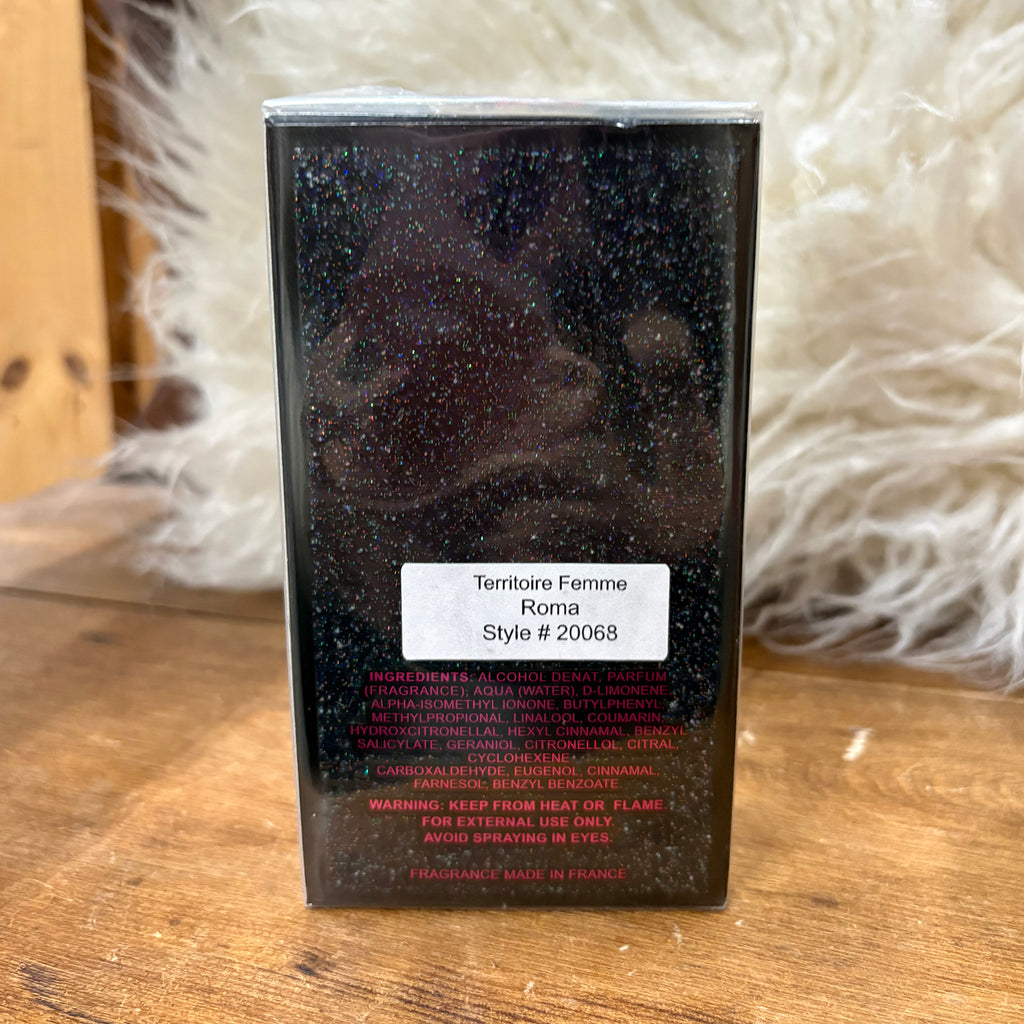 Territoire Femme
Roma
Style # 20068
INGREDIENTS: ALCOHOL DENAT, PARFUM
(FRAGRANCE), AQUA (WATER), D-LIMONENE,
ALPHA-ISOMETHYL IONONE, BUTYLPHENYL,
METHYLPROPIONAL, LINALOOL, COUMARIN,
HYDROXCITRONELLAL, HEXYL CINNAMAL, BENZYL
SALICYLATE, GERANIOL, CITRONELLOL, CITRAL,
CYCLOHEXENE
CARBOXALDEHYDE, EUGENOL, CINNAMAL,
FARNESOL, BENZYL BENZOATE.
WARNING: KEEP FROM HEAT OR FLAME.
FOR EXTERNAL USE ONLY.
AVOID SPRAYING IN EYES.
FRAGRANCE MADE IN FRANCE